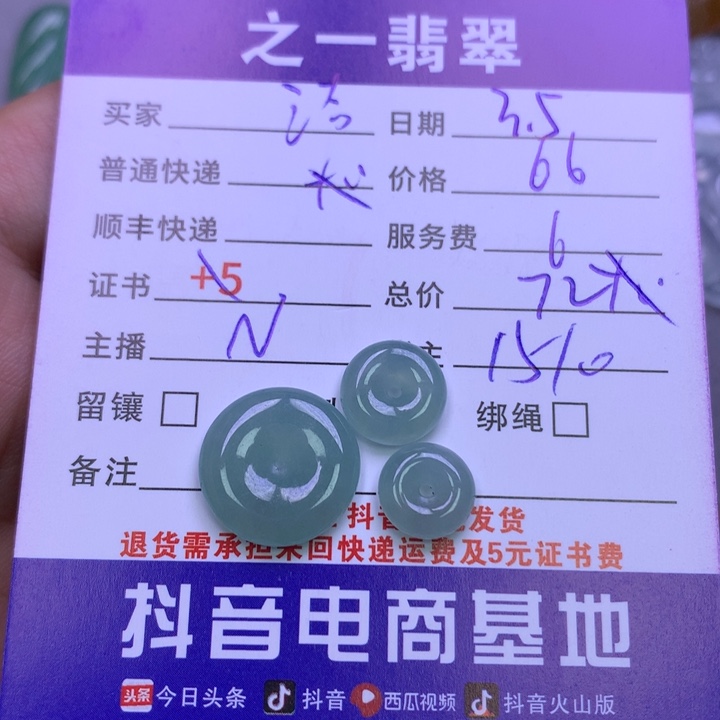 之一翡翠
买家 洁 日期 3.5
普通快递 价格 66
顺丰快递 服务费 6
证书 +5 总价 72
主播 N 主 1510
留镶 绑绳
备注
抖音 发货
退货需承担来回快递运费及5元证书费
抖音电商基地
头条 今日头条 抖音 西瓜视频 抖音火山版